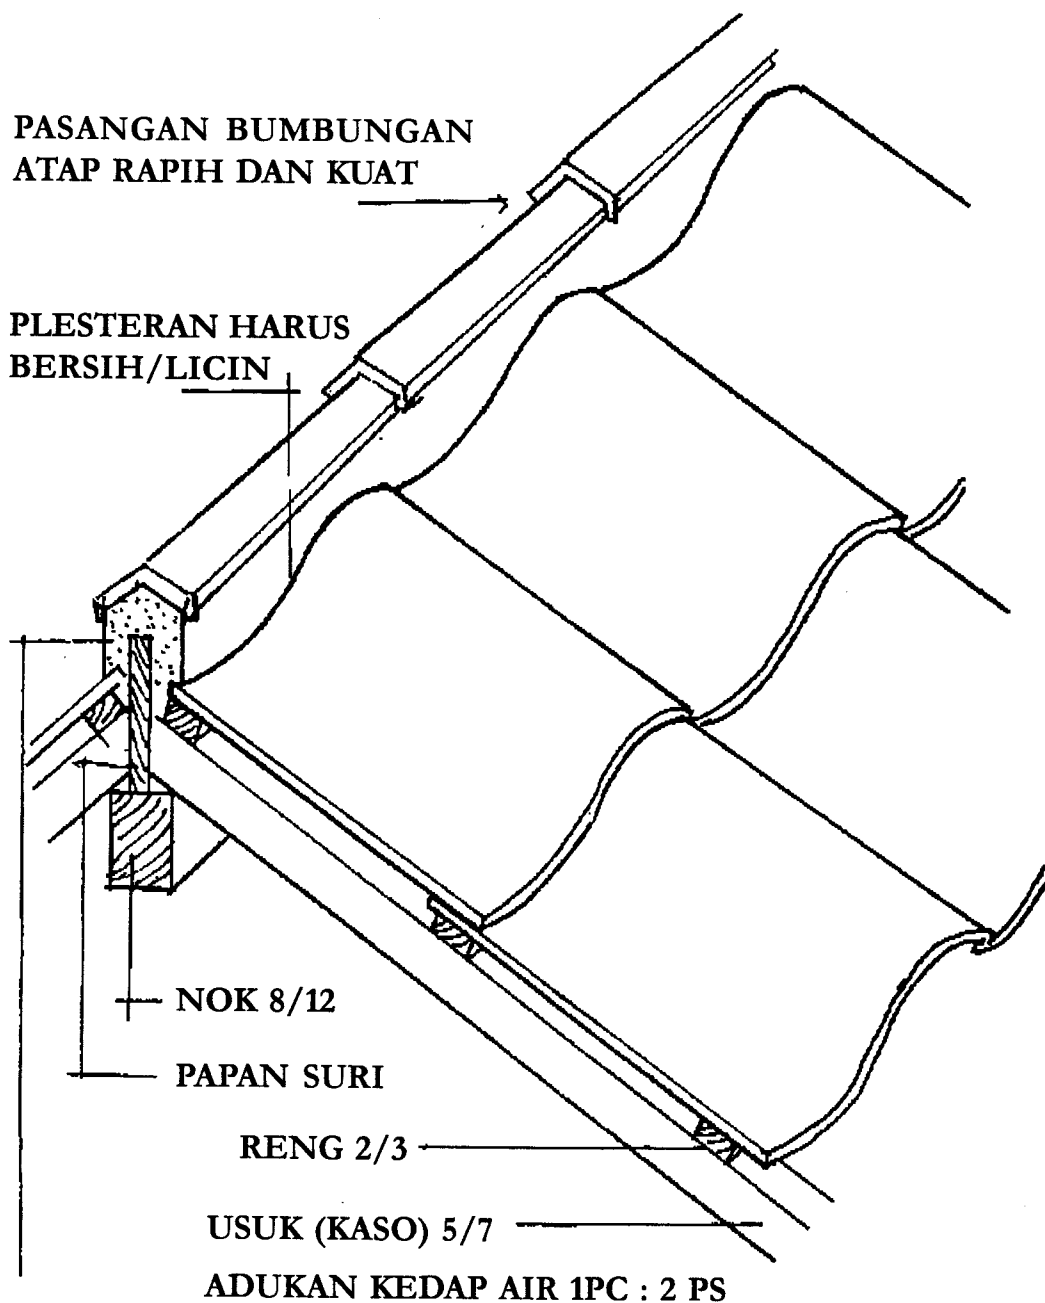 PASANGAN BUMBUNGAN
ATAP RAPIH DAN KUAT
PLESTERAN HARUS
BERSIH/LICIN
NOK 8/12
PAPAN SURI
RENG 2/3
USUK (KASO) 5/7
ADUKAN KEDAP AIR 1PC : 2 PS